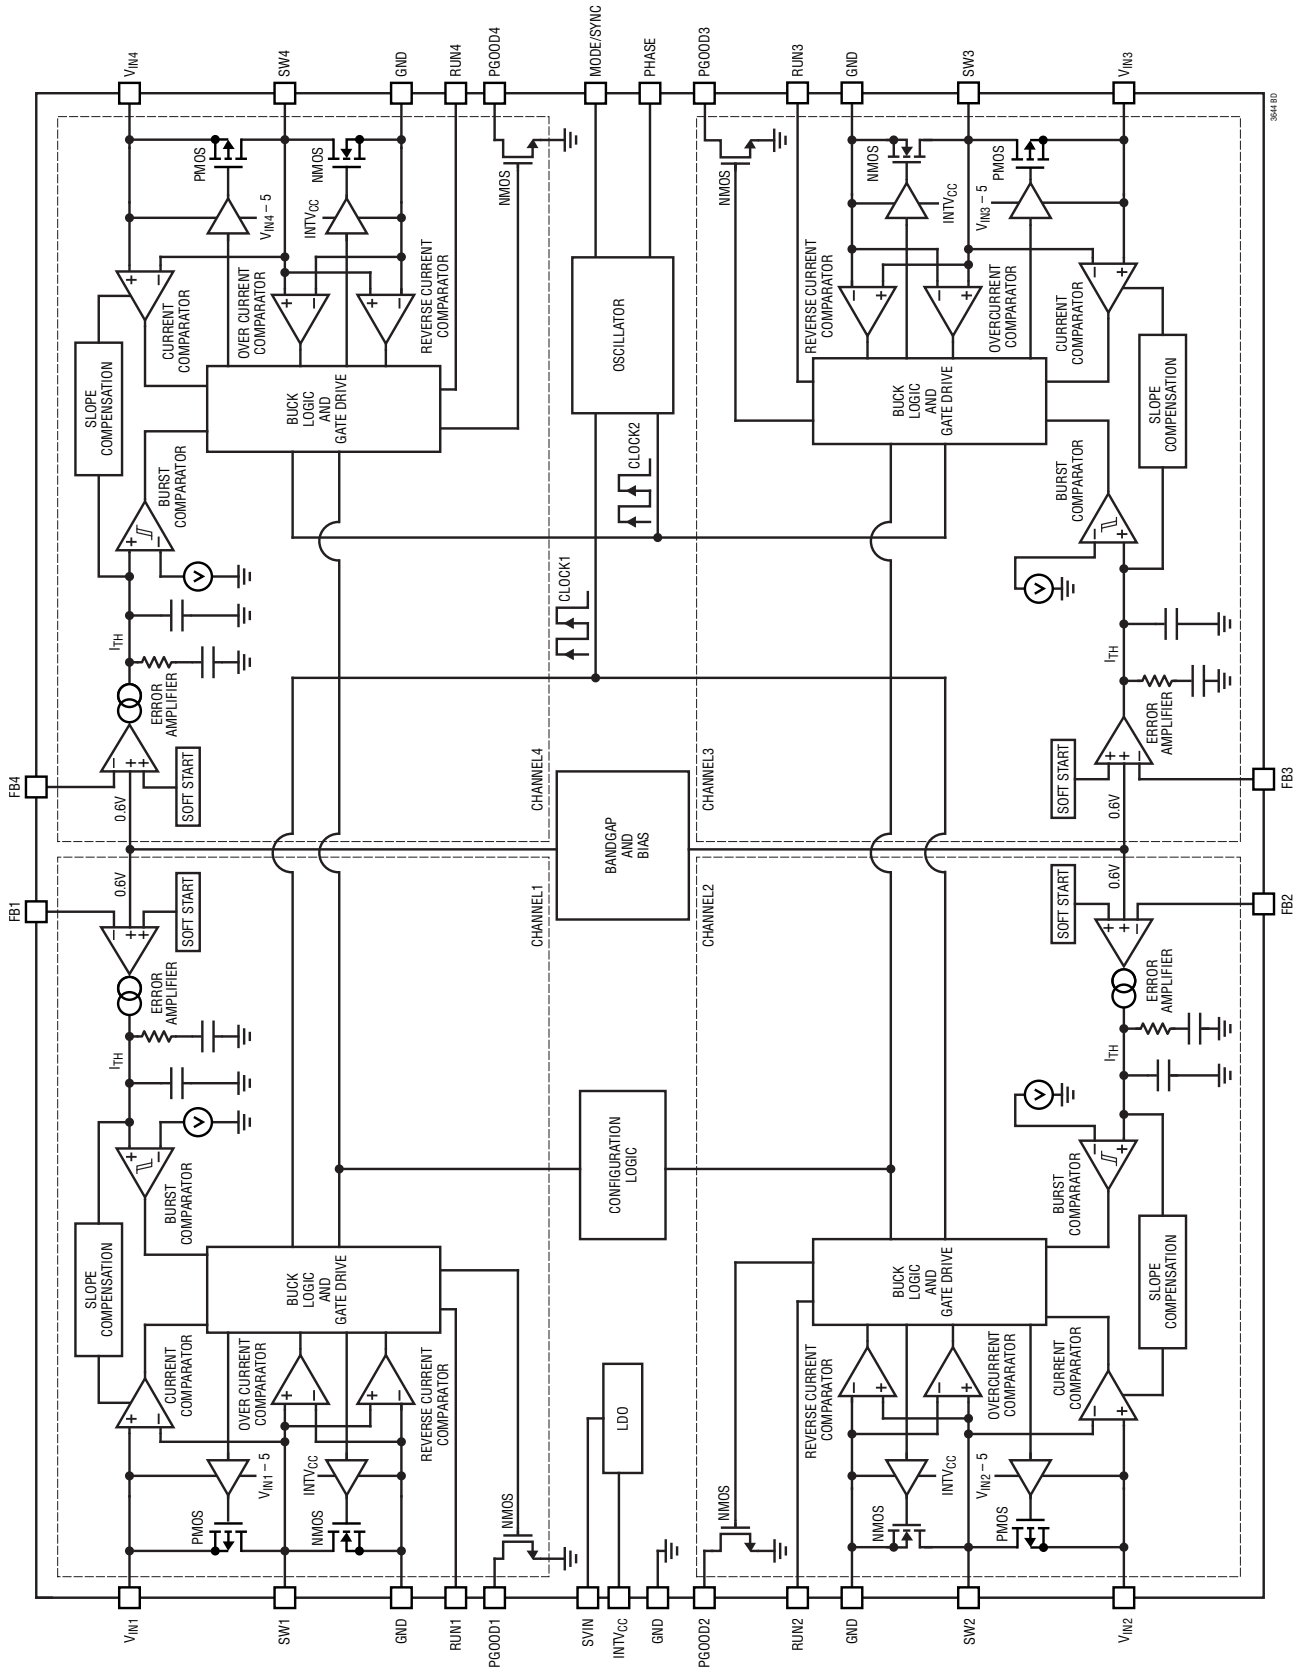 VIN4
SW4
GND
RUN4
PGOOD4
MODE/SYNC
PHASE
PGOOD3
RUN3
GND
SW3
VIN3
3644 BD
PMOS
VIN4 – 5
NMOS
INTVCC
NMOS
+
–
CURRENT
COMPARATOR
OVER CURRENT
COMPARATOR
+
–
+
–
REVERSE CURRENT
COMPARATOR
SLOPE
COMPENSATION
BUCK
LOGIC
AND
GATE DRIVE
BURST
COMPARATOR
+
–
V
ITH
ERROR
AMPLIFIER
–
+
+
SOFT START
0.6V
FB4
CHANNEL4
OSCILLATOR
CLOCK2
CLOCK1
NMOS
NMOS
INTVCC
VIN3 – 5
PMOS
REVERSE CURRENT
COMPARATOR
–
+
–
+
OVERCURRENT
COMPARATOR
CURRENT
COMPARATOR
–
+
BUCK
LOGIC
AND
GATE DRIVE
SLOPE
COMPENSATION
BURST
COMPARATOR
–
+
V
ITH
ERROR
AMPLIFIER
+
+
–
SOFT START
0.6V
FB3
CHANNEL3
BANDGAP
AND
BIAS
FB1
0.6V
–
+
+
SOFT START
ERROR
AMPLIFIER
ITH
V
+
–
BURST
COMPARATOR
SLOPE
COMPENSATION
BUCK
LOGIC
AND
GATE DRIVE
CURRENT
COMPARATOR
+
–
OVER CURRENT
COMPARATOR
+
–
+
–
REVERSE CURRENT
COMPARATOR
VIN1 – 5
INTVCC
PMOS
NMOS
NMOS
CHANNEL1
CONFIGURATION
LOGIC
LDO
CHANNEL2
FB2
0.6V
SOFT START
+
+
–
ERROR
AMPLIFIER
ITH
V
–
+
BURST
COMPARATOR
SLOPE
COMPENSATION
BUCK
LOGIC
AND
GATE DRIVE
REVERSE CURRENT
COMPARATOR
–
+
–
+
OVERCURRENT
COMPARATOR
CURRENT
COMPARATOR
–
+
NMOS
INTVCC
VIN2 – 5
NMOS
PMOS
VIN1
SW1
GND
RUN1
PGOOD1
SVIN
INTVCC
GND
PGOOD2
RUN2
GND
SW2
VIN2